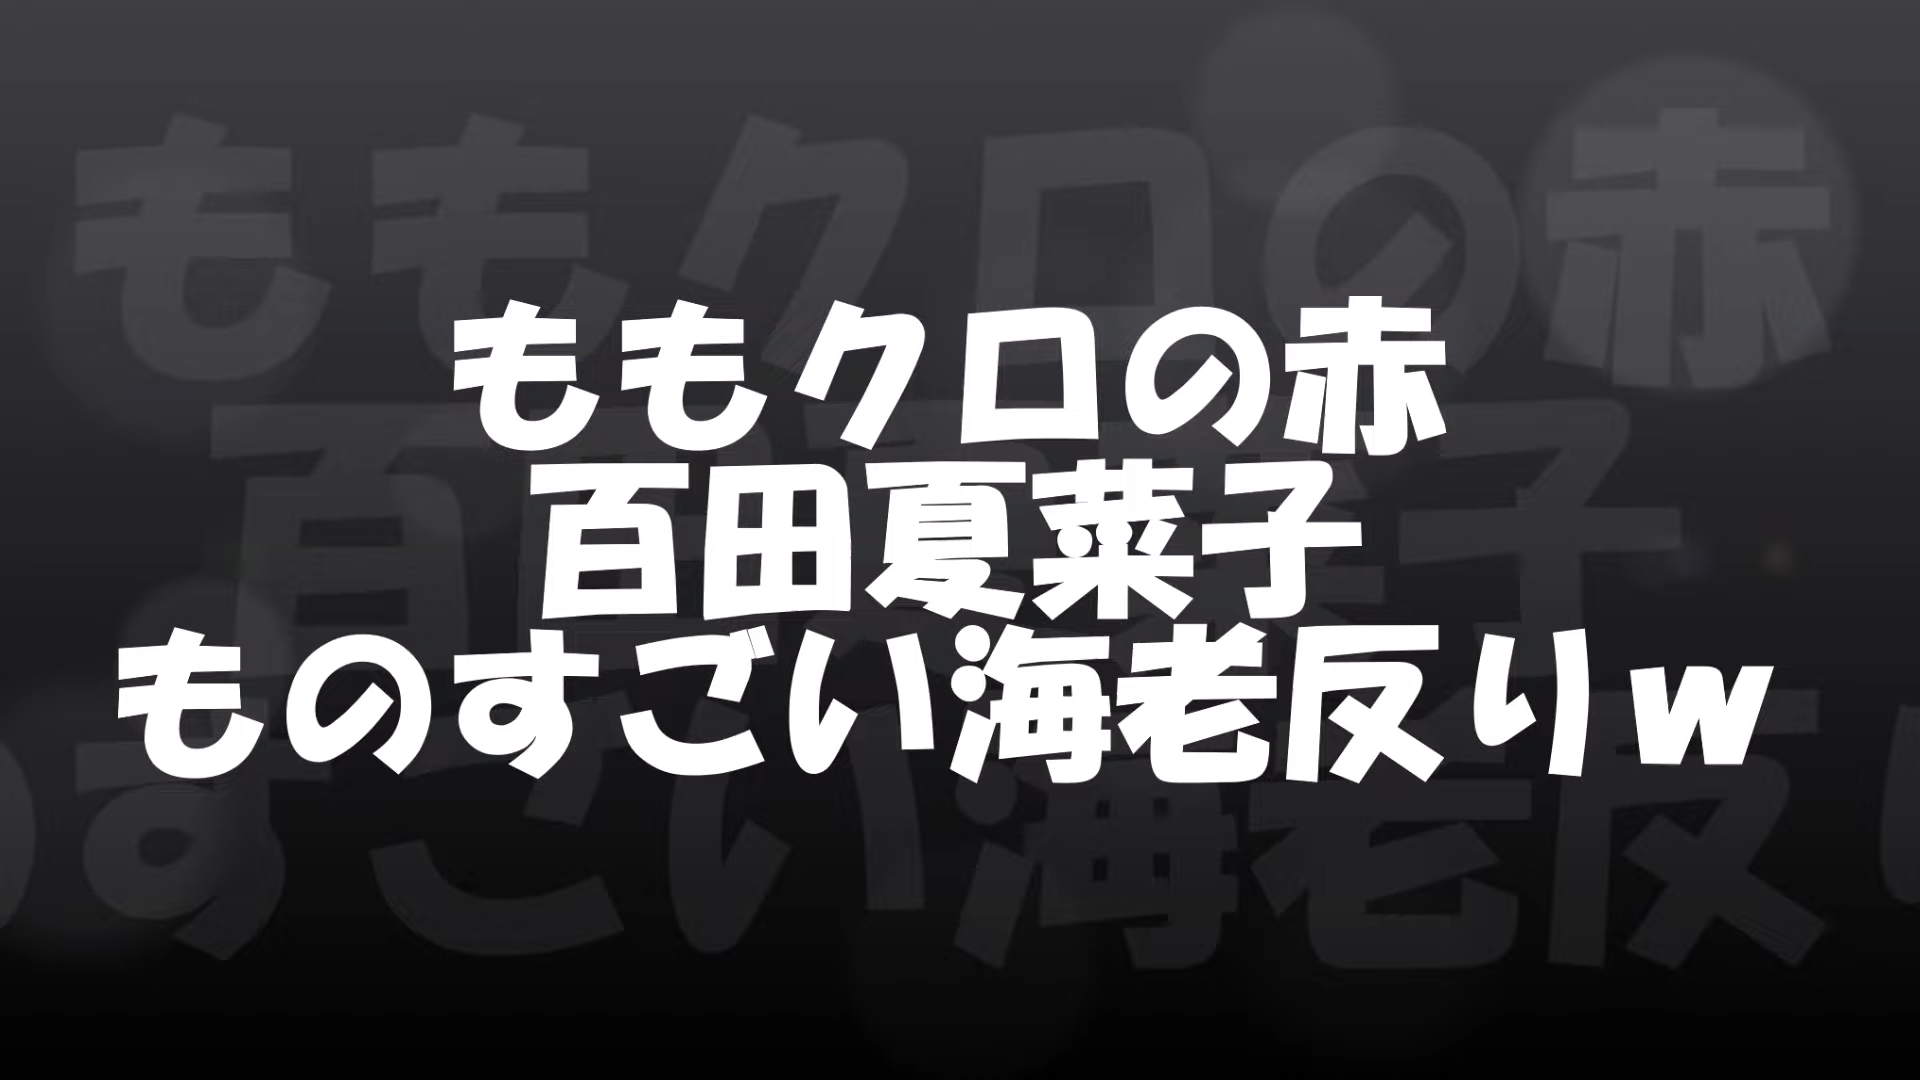 ももクロの赤
百田夏菜子
ものすごい海老反りｗ